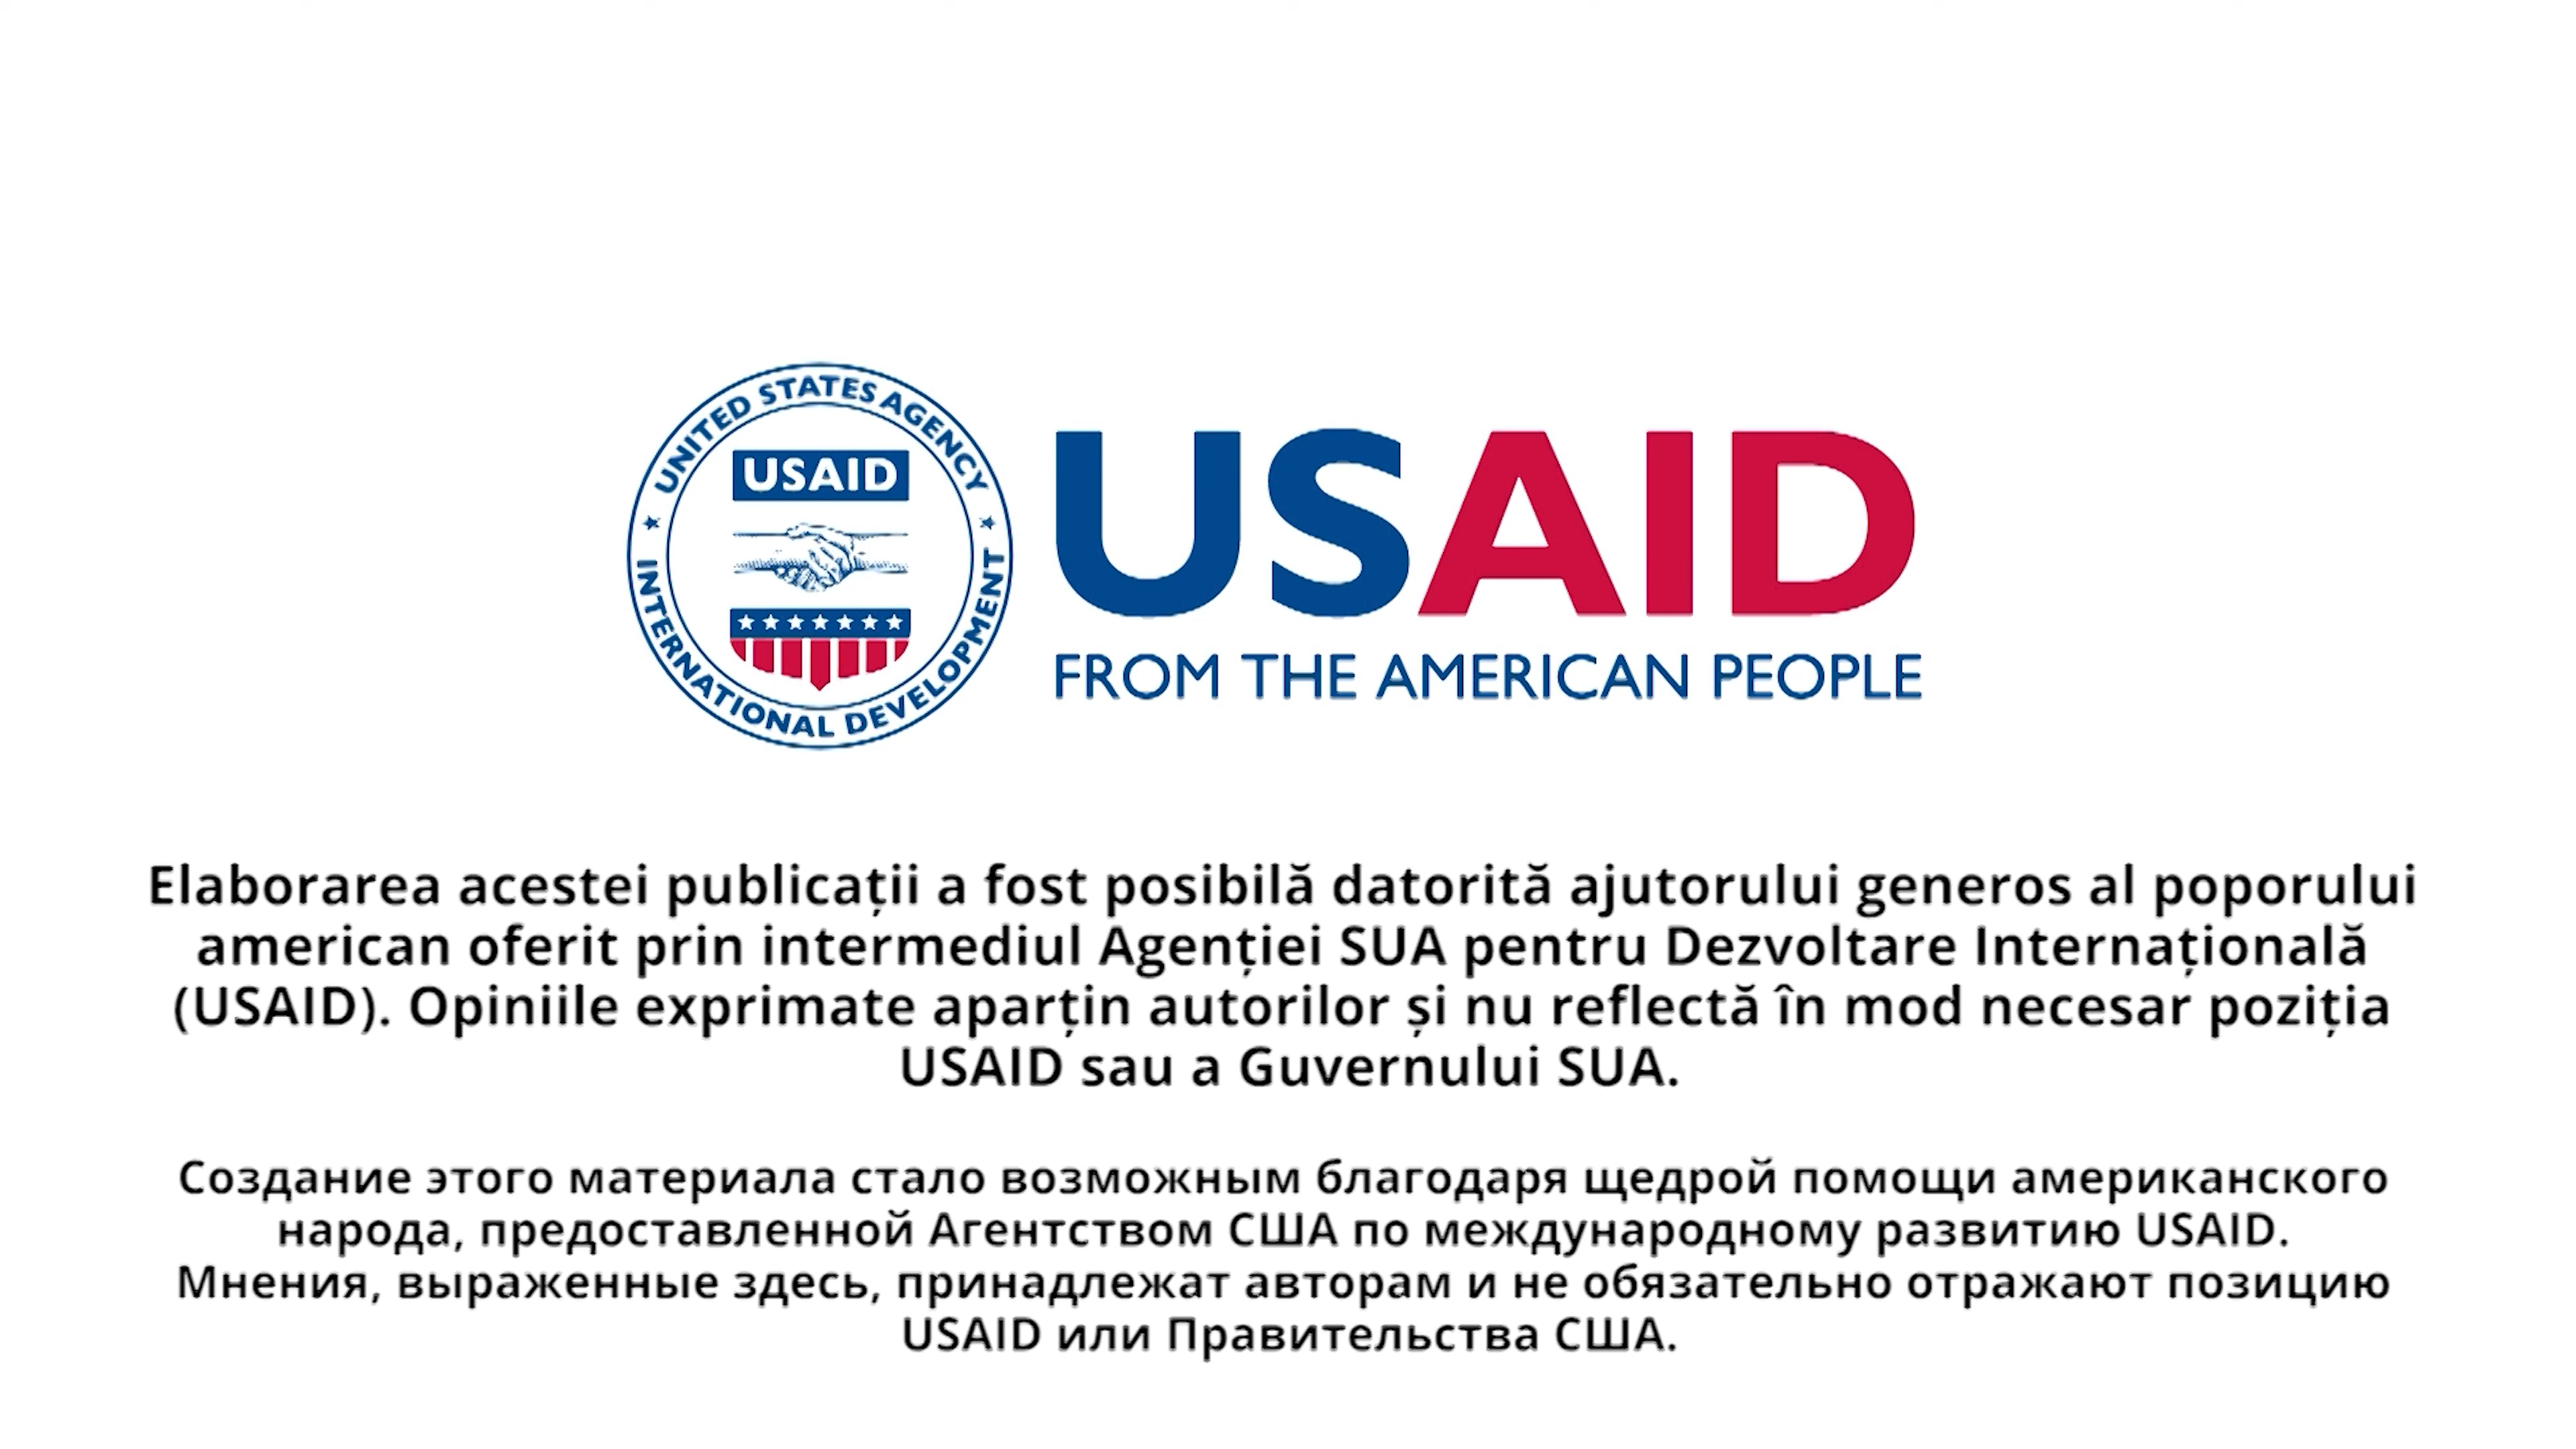 UNITED STATES AGENCY
USAID
INTERNATIONAL DEVELOPMENT
USAID
FROM THE AMERICAN PEOPLE
Elaborarea acestei publicații a fost posibilă datorită ajutorului generos al poporului
american oferit prin intermediul Agenției SUA pentru Dezvoltare Internațională
(USAID). Opiniile exprimate aparțin autorilor și nu reflectă în mod necesar poziția
USAID sau a Guvernului SUA.
Создание этого материала стало возможным благодаря щедрой помощи американского
народа, предоставленной Агентством США по международному развитию USAID.
Мнения, выраженные здесь, принадлежат авторам и не обязательно отражают позицию
USAID или Правительства США.